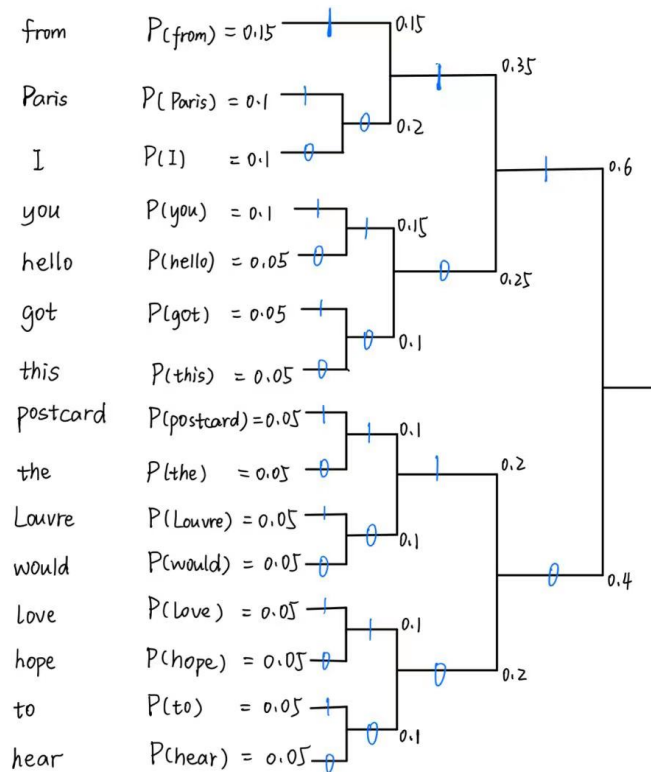 from P(from) = 0.15 1 0.15
1 0.35
Paris P(Paris) = 0.1 1
0 0.2
I P(I) = 0.1 0
1 0.6
you P(you) = 0.1 1
1 0.15
hello P(hello) = 0.05 0
0 0.25
got P(got) = 0.05 1
0 0.1
this P(this) = 0.05 0
postcard P(postcard) = 0.05 1
1 0.1
the P(the) = 0.05 0
1 0.2
Louvre P(Louvre) = 0.05 1
0 0.1
would P(would) = 0.05 0
0 0.4
love P(love) = 0.05 1
1 0.1
hope P(hope) = 0.05 0
0 0.2
to P(to) = 0.05 1
0 0.1
hear P(hear) = 0.05 0